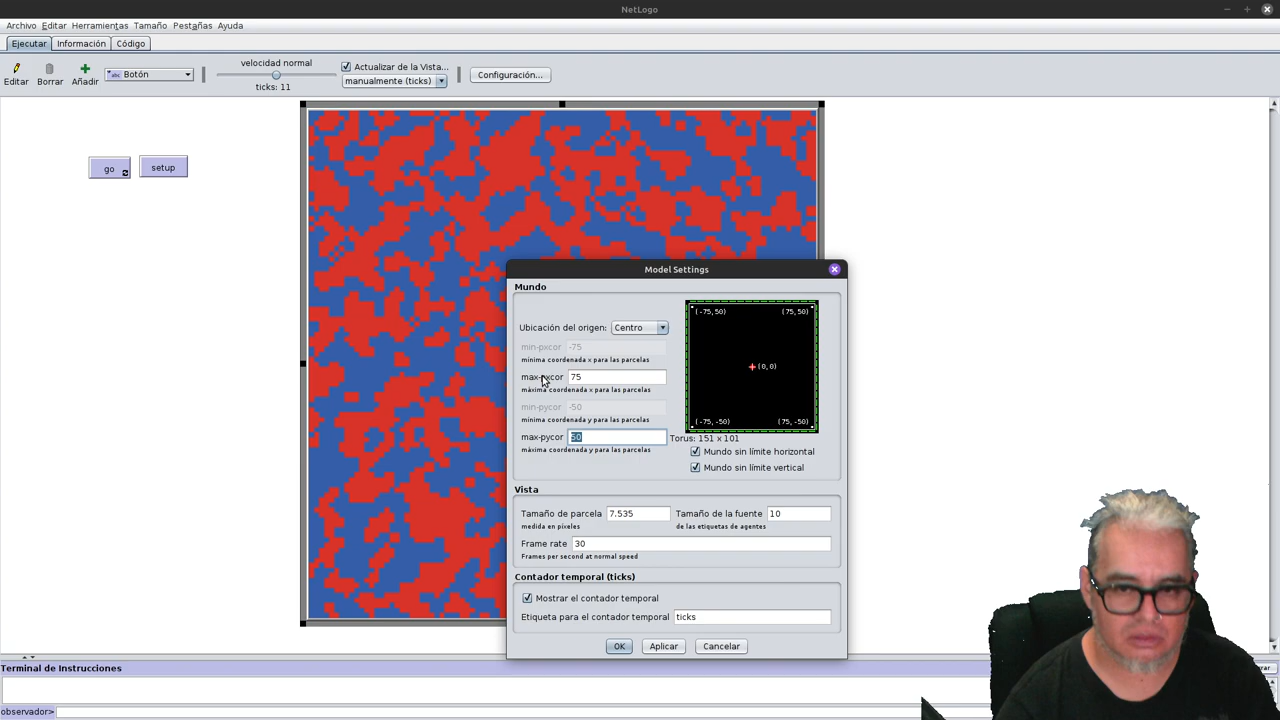 NetLogo
Archivo Editar Herramientas Tamaño Pestañas Ayuda
Ejecutar Información Código
velocidad normal
Actualizar de la Vista...
Editar Borrar Añadir
abc Botón
manualmente (ticks)
Configuración...
ticks: 11
go
setup
Model Settings
Mundo
Ubicación del origen: Centro
min-pxcor -75
mínima coordenada x para las parcelas
max-pxcor 75
máxima coordenada x para las parcelas
min-pycor -50
mínima coordenada y para las parcelas
max-pycor 50
máxima coordenada y para las parcelas
(-75,50) (75,50)
(0,0)
(-75,-50) (75,-50)
Torus: 151 x 101
Mundo sin límite horizontal
Mundo sin límite vertical
Vista
Tamaño de parcela 7.535 Tamaño de la fuente 10
medida en píxeles de las etiquetas de agentes
Frame rate 30
Frames per second at normal speed
Contador temporal (ticks)
Mostrar el contador temporal
Etiqueta para el contador temporal ticks
OK Aplicar Cancelar
Terminal de Instrucciones
observador>